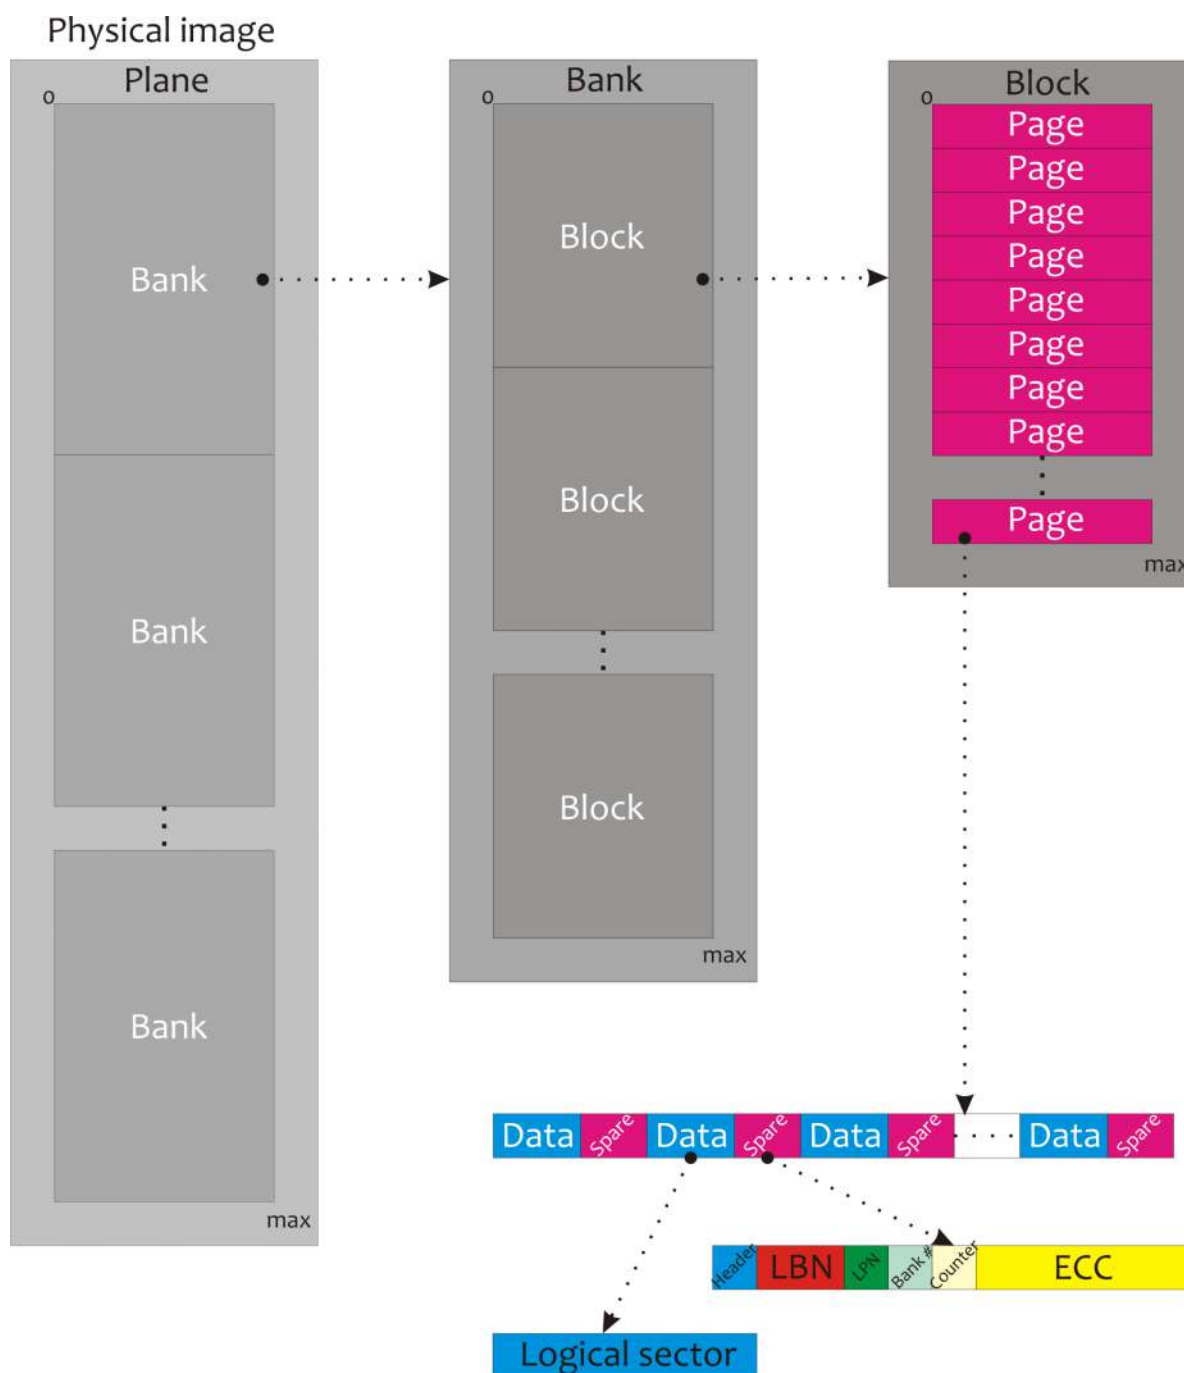 Physical image
Plane
0
Bank
Bank
Bank
max
Bank
0
Block
Block
Block
max
Block
0
Page
Page
Page
Page
Page
Page
Page
Page
Page
max
Data Spare Data Spare Data Spare Data Spare
Header LBN LPN Bank # Counter ECC
Logical sector